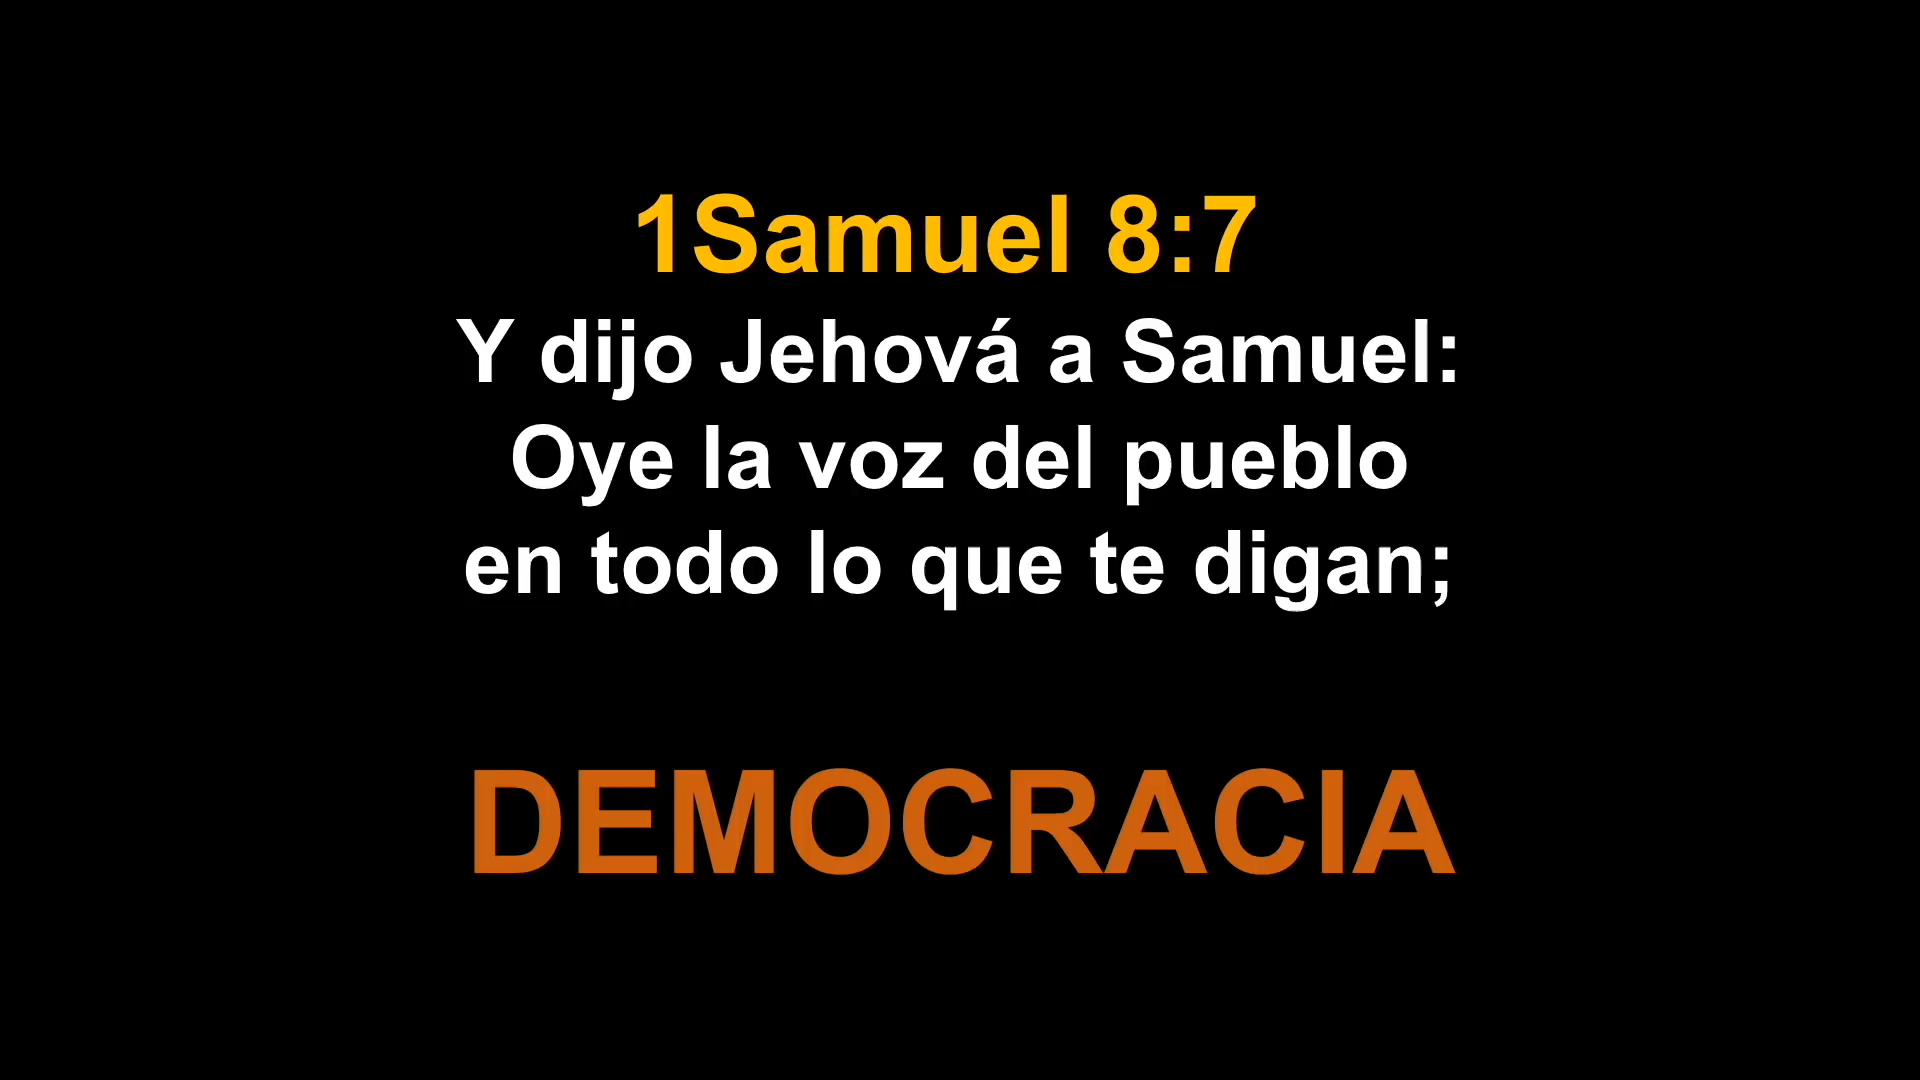 1Samuel 8:7
Y dijo Jehová a Samuel:
Oye la voz del pueblo
en todo lo que te digan;
DEMOCRACIA